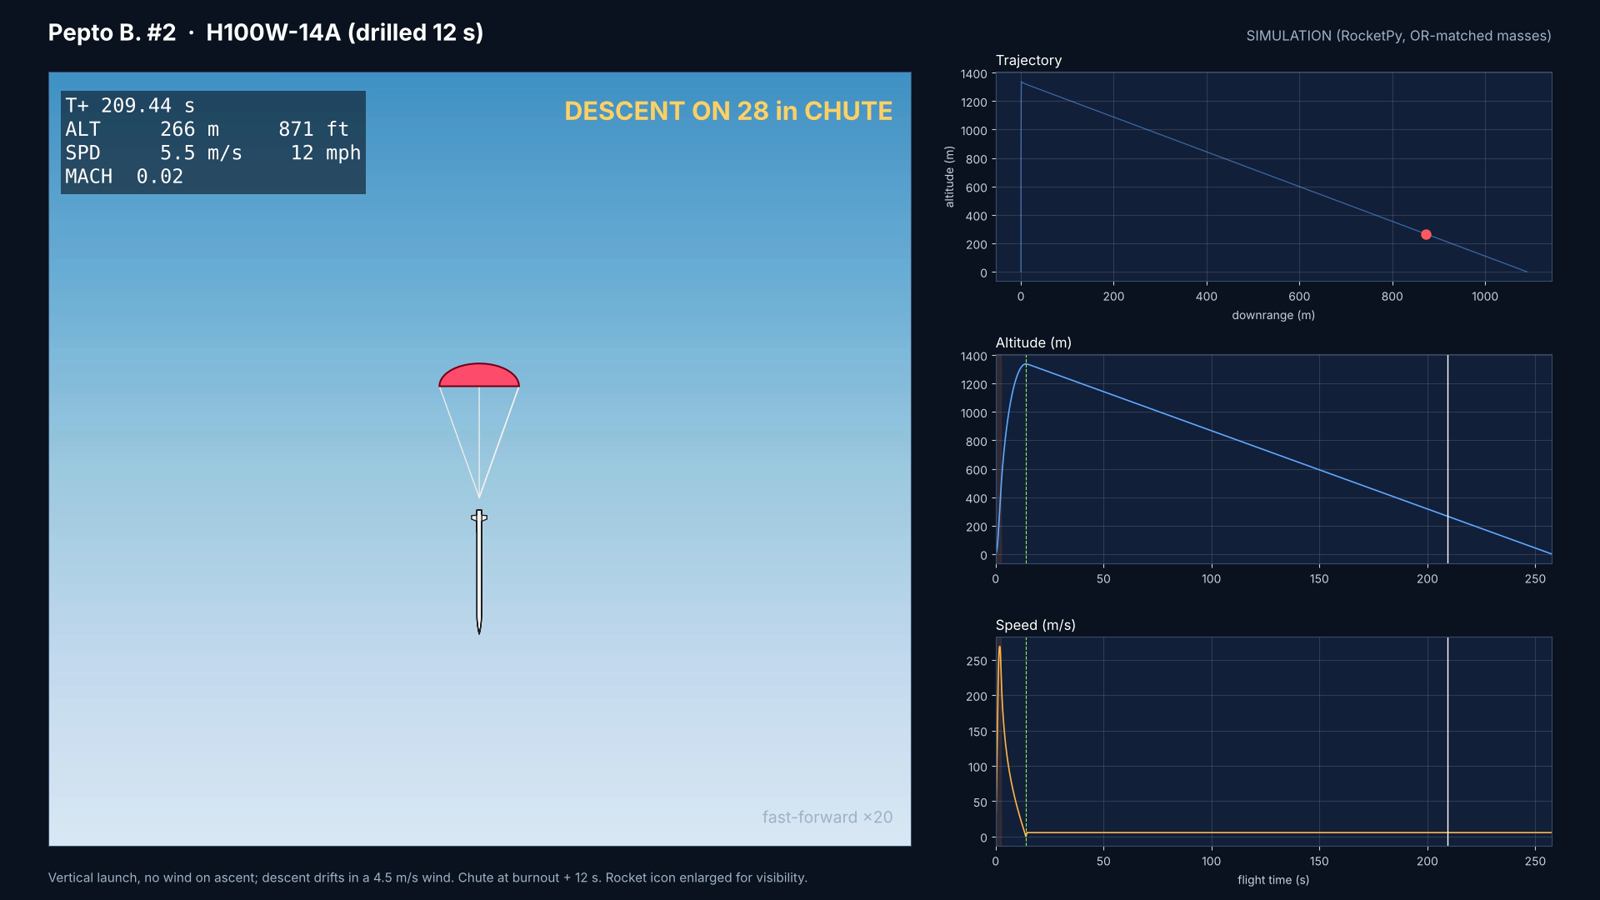 Pepto B. #2 · H100W-14A (drilled 12 s)
SIMULATION (RocketPy, OR-matched masses)
T+ 209.44 s
ALT 266 m 871 ft
SPD 5.5 m/s 12 mph
MACH 0.02
DESCENT ON 28 in CHUTE
fast-forward ×20
Trajectory
1400
1200
1000
800
600
400
200
0
altitude (m)
0 200 400 600 800 1000
downrange (m)
Altitude (m)
1400
1200
1000
800
600
400
200
0
0 50 100 150 200 250
Speed (m/s)
250
200
150
100
50
0
0 50 100 150 200 250
flight time (s)
Vertical launch, no wind on ascent; descent drifts in a 4.5 m/s wind. Chute at burnout + 12 s. Rocket icon enlarged for visibility.